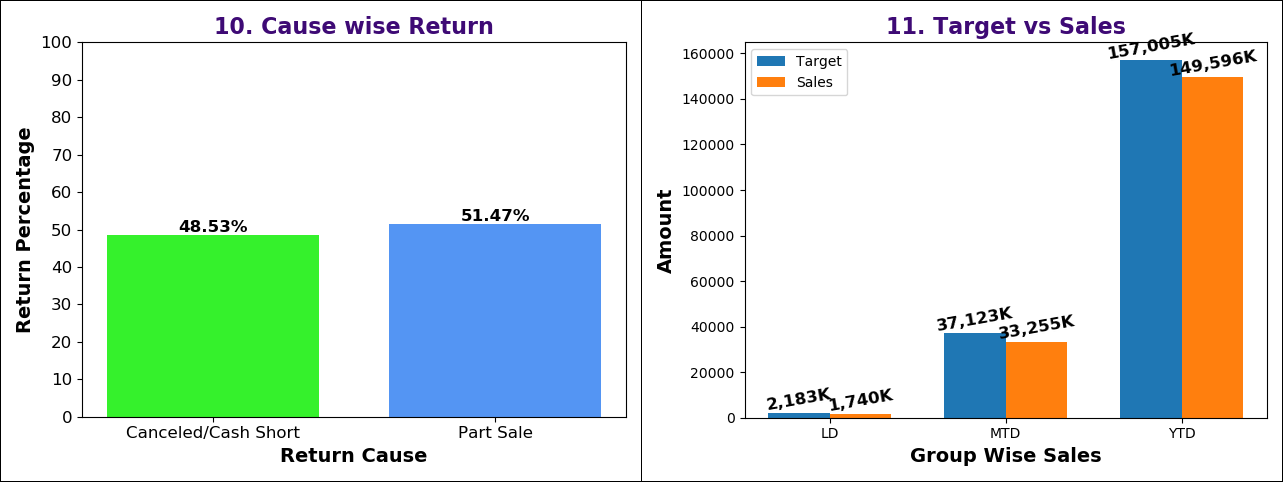 10. Cause wise Return
100
90
80
70
60
50
40
30
20
10
0
Return Percentage
48.53%
51.47%
Canceled/Cash Short
Part Sale
Return Cause
11. Target vs Sales
160000
140000
120000
100000
80000
60000
40000
20000
0
Amount
Target
Sales
2,183K
1,740K
37,123K
33,255K
157,005K
149,596K
LD
MTD
YTD
Group Wise Sales